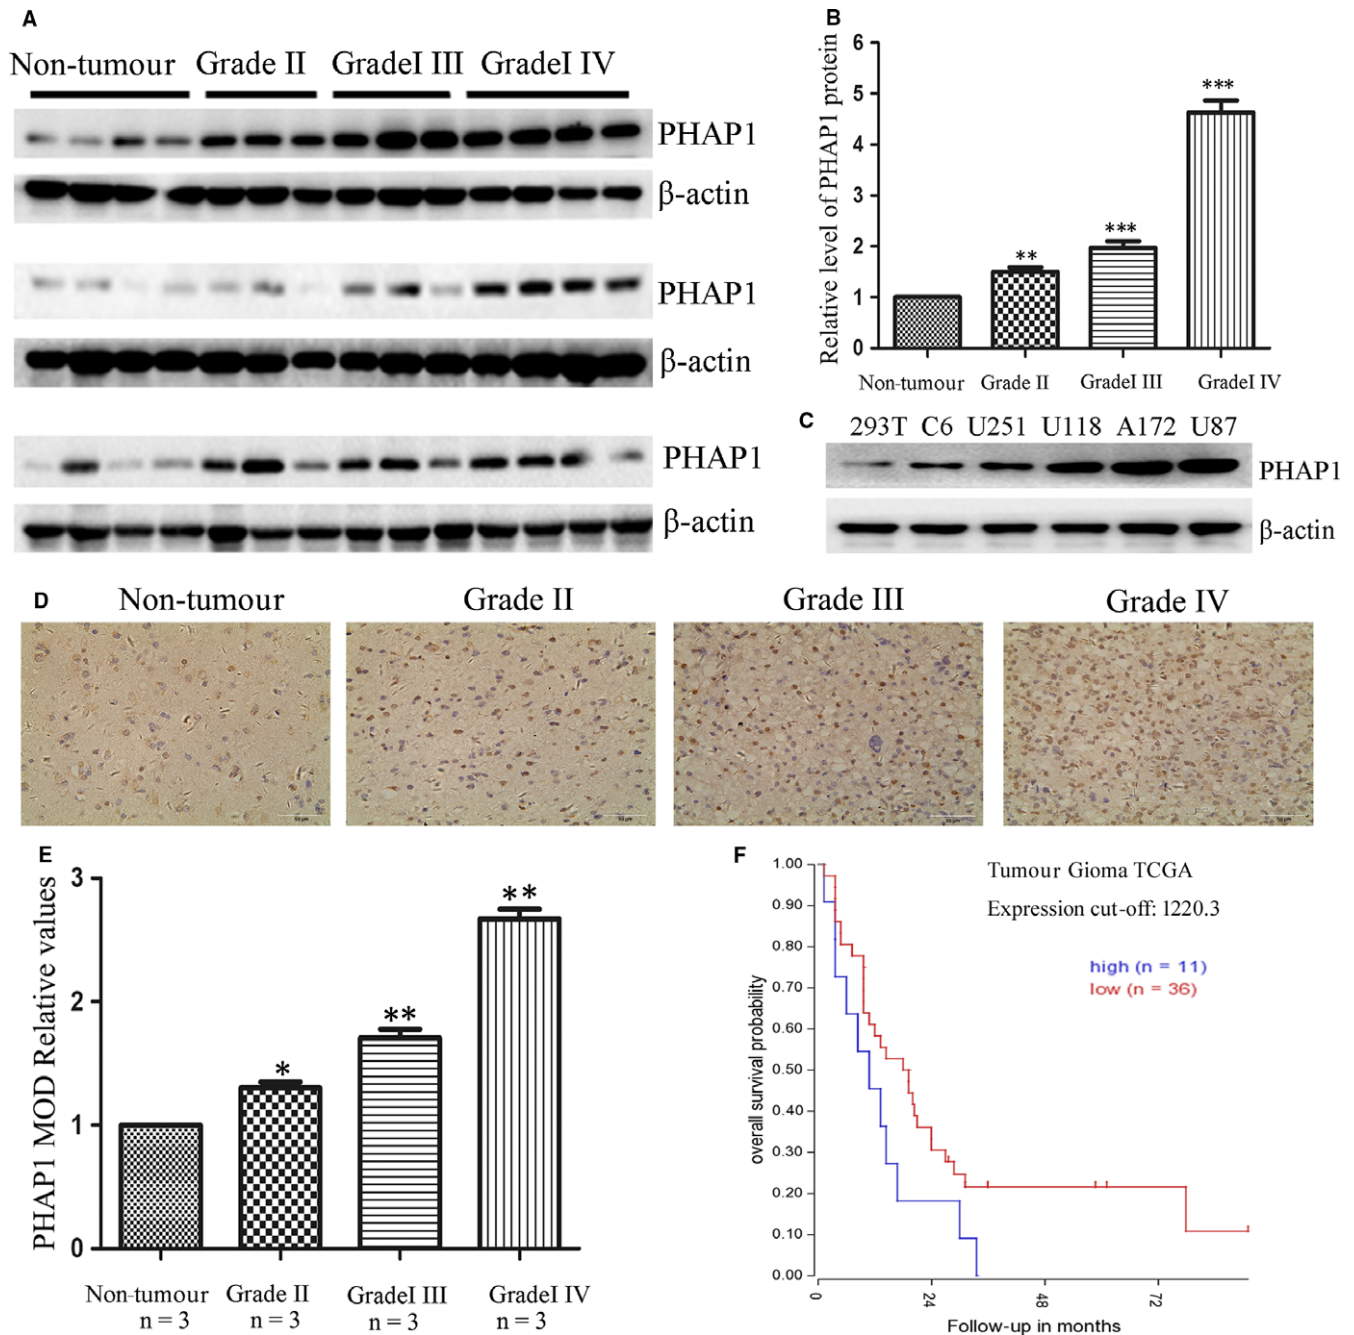 A
Non-tumour Grade II GradeI III GradeI IV
PHAP1
β-actin
PHAP1
β-actin
PHAP1
β-actin
B
Relative level of PHAP1 protein
6
5
4
3
2
1
0
**
***
***
Non-tumour Grade II GradeI III GradeI IV
C
293T C6 U251 U118 A172 U87
PHAP1
β-actin
D
Non-tumour Grade II Grade III Grade IV
E
PHAP1 MOD Relative values
3
2
1
0
*
**
**
Non-tumour Grade II GradeI III GradeI IV
n = 3 n = 3 n = 3 n = 3
F
Tumour Gioma TCGA
Expression cut-off: 1220.3
high (n = 11)
low (n = 36)
overall survival probability
1.00
0.90
0.80
0.70
0.60
0.50
0.40
0.30
0.20
0.10
0.00
0 24 48 72
Follow-up in months